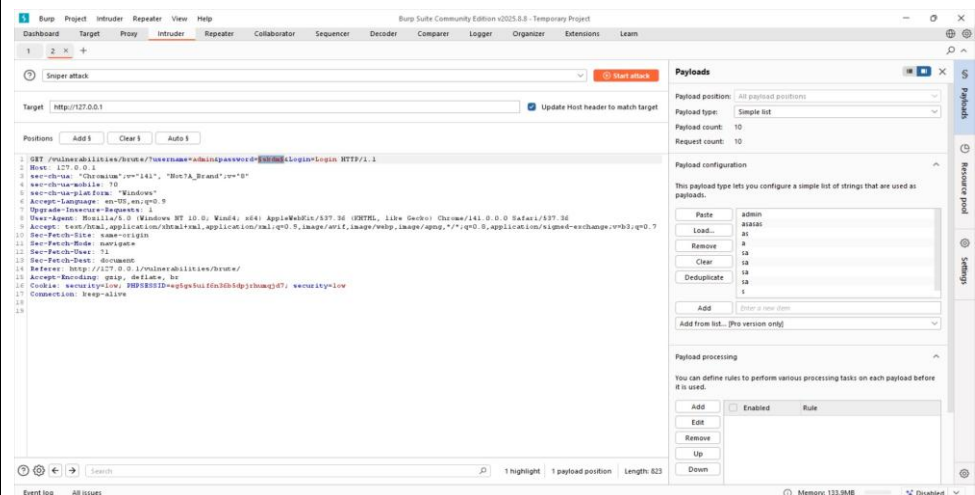 Burp Project Intruder Repeater View Help
Burp Suite Community Edition v2025.8.8 - Temporary Project
Dashboard Target Proxy Intruder Repeater Collaborator Sequencer Decoder Comparer Logger Organizer Extensions Learn
1 2 × +
Sniper attack
Start attack
Target http://127.0.0.1
Update Host header to match target
Positions Add § Clear § Auto §
1 GET /vulnerabilities/brute/?username=admin&password=&Login=Login HTTP/1.1
2 Host: 127.0.0.1
3 sec-ch-ua: "Chromium";v="141", "Not?A_Brand";v="8"
4 sec-ch-ua-mobile: ?0
5 sec-ch-ua-platform: "Windows"
6 Accept-Language: en-US,en;q=0.9
7 Upgrade-Insecure-Requests: 1
8 User-Agent: Mozilla/5.0 (Windows NT 10.0; Win64; x64) AppleWebKit/537.36 (KHTML, like Gecko) Chrome/141.0.0.0 Safari/537.36
9 Accept: text/html,application/xhtml+xml,application/xml;q=0.9,image/avif,image/webp,image/apng,*/*;q=0.8,application/signed-exchange;v=b3;q=0.7
10 Sec-Fetch-Site: same-origin
11 Sec-Fetch-Mode: navigate
12 Sec-Fetch-User: ?1
13 Sec-Fetch-Dest: document
14 Referer: http://127.0.0.1/vulnerabilities/brute/
15 Accept-Encoding: gzip, deflate, br
16 Cookie: security=low; security=low
17 Connection: keep-alive
18
19
Search
1 highlight 1 payload position Length: 823
Event log All issues
Memory: 133.9MB Disabled
Payloads
Payload position: All payload positions
Payload type: Simple list
Payload count: 10
Request count: 10
Payload configuration
This payload type lets you configure a simple list of strings that are used as
payloads.
Paste
Load...
Remove
Clear
Deduplicate
admin
asasas
as
a
sa
sa
sa
sa
s
Add Enter a new item
Add from list... [Pro version only]
Payload processing
You can define rules to perform various processing tasks on each payload before
it is used.
Add
Edit
Remove
Up
Down
Enabled Rule
Payloads
Resource pool
Settings